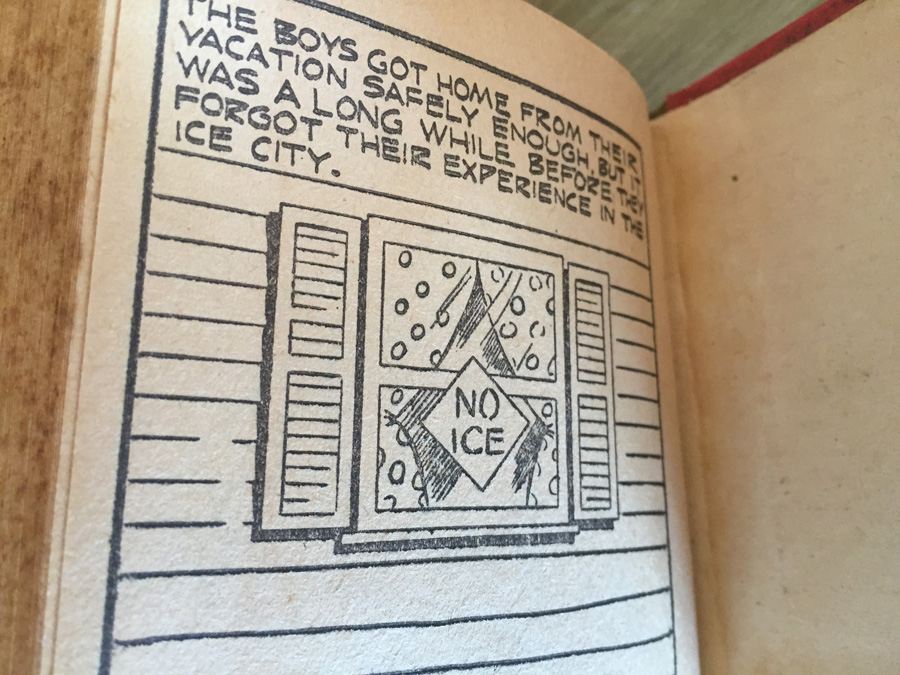 THE BOYS GOT HOME FROM THEIR
VACATION SAFELY ENOUGH, BUT IT
WAS A LONG WHILE BEFORE THEY
FORGOT THEIR EXPERIENCE IN THE
ICE CITY.
NO
ICE